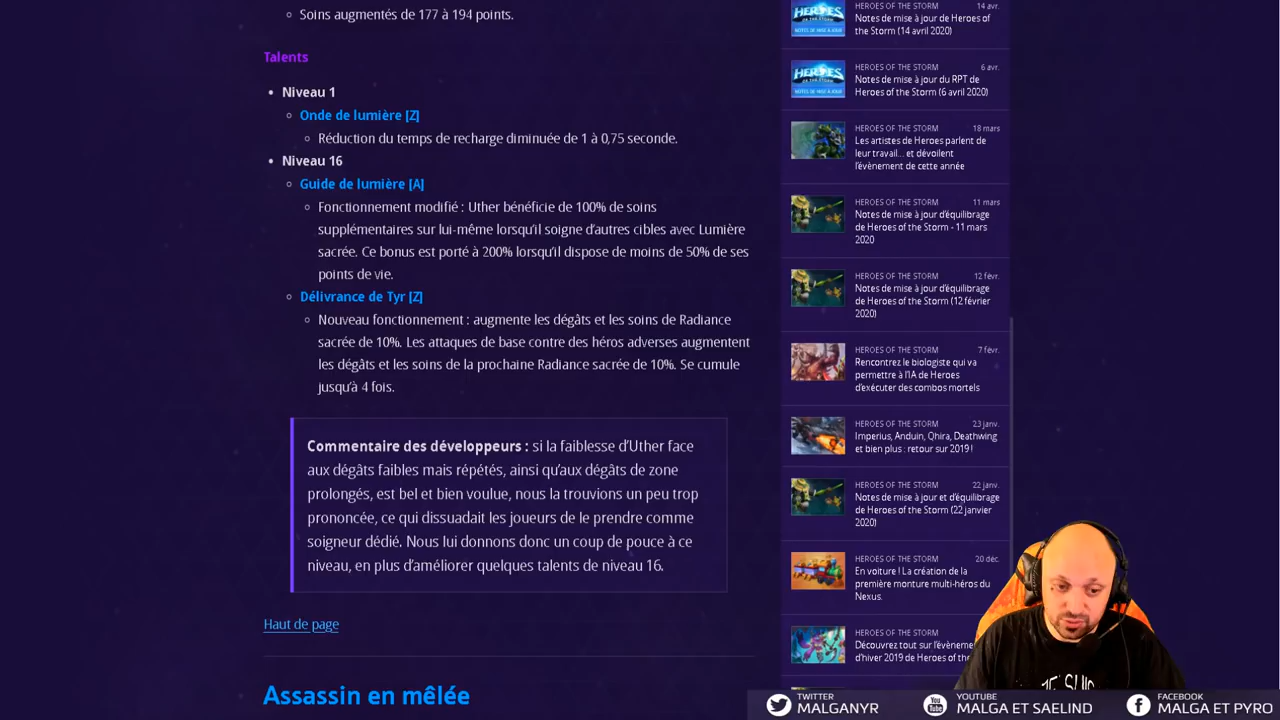 Soins augmentés de 177 à 194 points.
Talents
Niveau 1
Onde de lumière [Z]
Réduction du temps de recharge diminuée de 1 à 0,75 seconde.
Niveau 16
Guide de lumière [A]
Fonctionnement modifié : Uther bénéficie de 100% de soins
supplémentaires sur lui-même lorsqu'il soigne d'autres cibles avec Lumière
sacrée. Ce bonus est porté à 200% lorsqu'il dispose de moins de 50% de ses
points de vie.
Délivrance de Tyr [Z]
Nouveau fonctionnement : augmente les dégâts et les soins de Radiance
sacrée de 10%. Les attaques de base contre des héros adverses augmentent
les dégâts et les soins de la prochaine Radiance sacrée de 10%. Se cumule
jusqu'à 4 fois.
Commentaire des développeurs : si la faiblesse d'Uther face
aux dégâts faibles mais répétés, ainsi qu'aux dégâts de zone
prolongés, est bel et bien voulue, nous la trouvions un peu trop
prononcée, ce qui dissuadait les joueurs de le prendre comme
soigneur dédié. Nous lui donnons donc un coup de pouce à ce
niveau, en plus d'améliorer quelques talents de niveau 16.
Haut de page
Assassin en mêlée
HEROES OF THE STORM 14 avr.
Notes de mise à jour de Heroes of
the Storm (14 avril 2020)
HEROES OF THE STORM 6 avr.
Notes de mise à jour du RPT de
Heroes of the Storm (6 avril 2020)
HEROES OF THE STORM 18 mars
Les artistes de Heroes parlent de
leur travail... et dévoilent
l'évènement de cette année
HEROES OF THE STORM 11 mars
Notes de mise à jour d'équilibrage
de Heroes of the Storm - 11 mars
2020
HEROES OF THE STORM 12 févr.
Notes de mise à jour d'équilibrage
de Heroes of the Storm (12 février
2020)
HEROES OF THE STORM 7 févr.
Rencontrez le biologiste qui va
permettre à l'IA de Heroes
d'exécuter des combos mortels
HEROES OF THE STORM 23 janv.
Imperius, Anduin, Qhira, Deathwing
et bien plus : retour sur 2019 !
HEROES OF THE STORM 22 janv.
Notes de mise à jour et d'équilibrage
de Heroes of the Storm (22 janvier
2020)
HEROES OF THE STORM 20 déc.
En voiture ! La création de la
première monture multi-héros du
Nexus.
HEROES OF THE STORM
Découvrez tout sur l'évènem
d'hiver 2019 de Heroes of the
HEROES
OF THE STORM
NOTES DE MISE À JOUR
HEROES
OF THE STORM
NOTES DE MISE À JOUR
JE SUIS
TWITTER
MALGANYR
YOUTUBE
MALGA ET SAELIND
FACEBOOK
MALGA ET PYRO